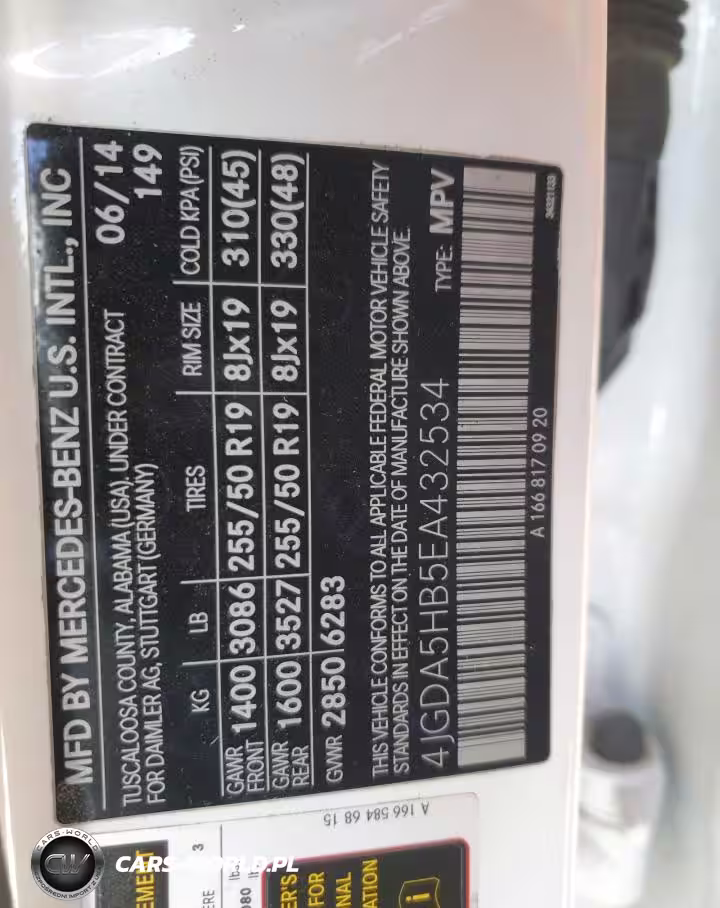 MFD BY MERCEDES-BENZ U.S. INTL., INC
TUSCALOOSA COUNTY, ALABAMA (USA), UNDER CONTRACT 06/14
FOR DAIMLER AG, STUTTGART (GERMANY) 149
KG LB TIRES RIM SIZE COLD KPA (PSI)
GAWR FRONT 1400 3086 255/50 R19 8Jx19 310(45)
GAWR REAR 1600 3527 255/50 R19 8Jx19 330(48)
GVWR 2850 6283
THIS VEHICLE CONFORMS TO ALL APPLICABLE FEDERAL MOTOR VEHICLE SAFETY
STANDARDS IN EFFECT ON THE DATE OF MANUFACTURE SHOWN ABOVE.
4JGDA5HB5EA432534 TYPE: MPV
A 166 817 09 20
34321133
A 166 584 68 15
CARS-WORLD
CW
CARS-WORLD.PL